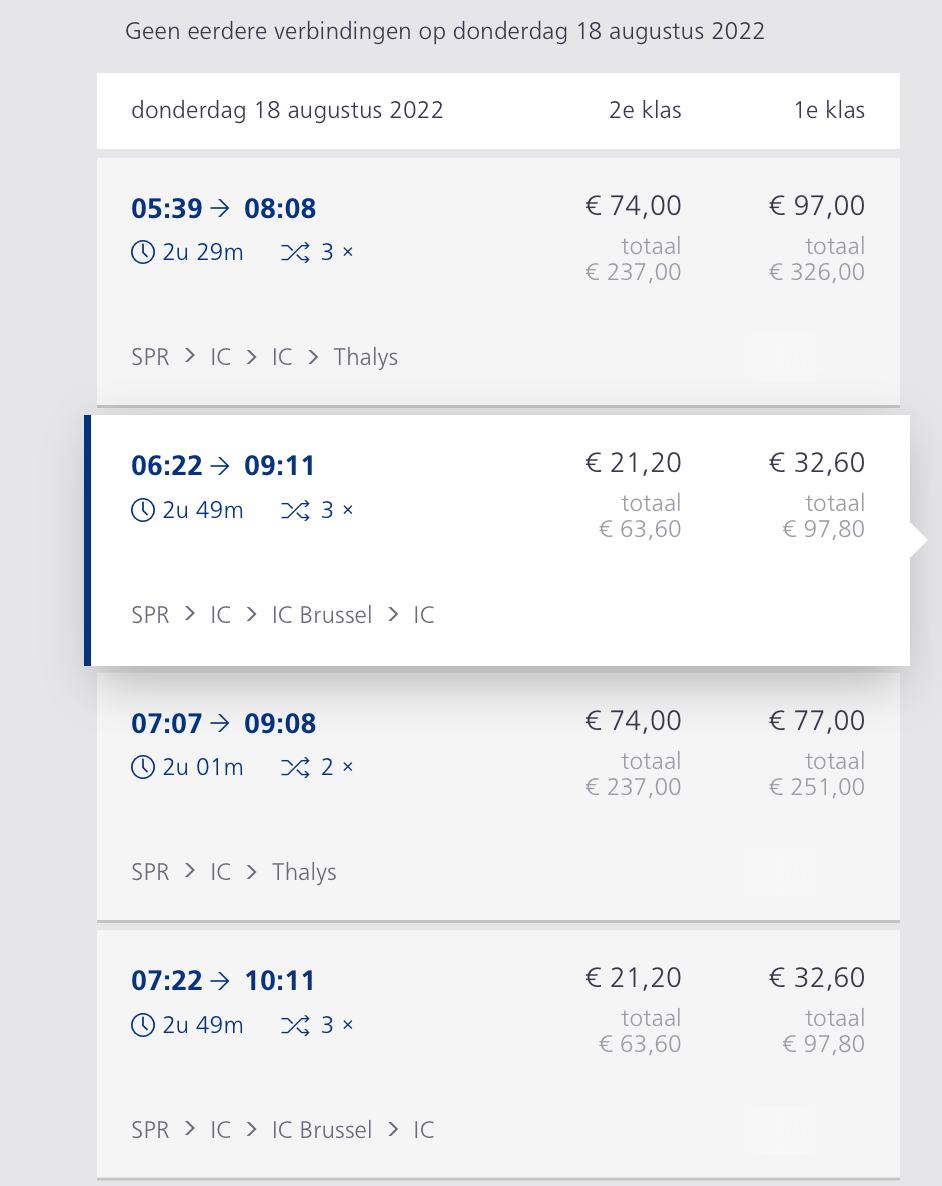 Geen eerdere verbindingen op donderdag 18 augustus 2022
donderdag 18 augustus 2022 2e klas 1e klas
05:39 → 08:08 € 74,00 € 97,00
2u 29m 3 × totaal totaal
€ 237,00 € 326,00
SPR > IC > IC > Thalys
06:22 → 09:11 € 21,20 € 32,60
2u 49m 3 × totaal totaal
€ 63,60 € 97,80
SPR > IC > IC Brussel > IC
07:07 → 09:08 € 74,00 € 77,00
2u 01m 2 × totaal totaal
€ 237,00 € 251,00
SPR > IC > Thalys
07:22 → 10:11 € 21,20 € 32,60
2u 49m 3 × totaal totaal
€ 63,60 € 97,80
SPR > IC > IC Brussel > IC